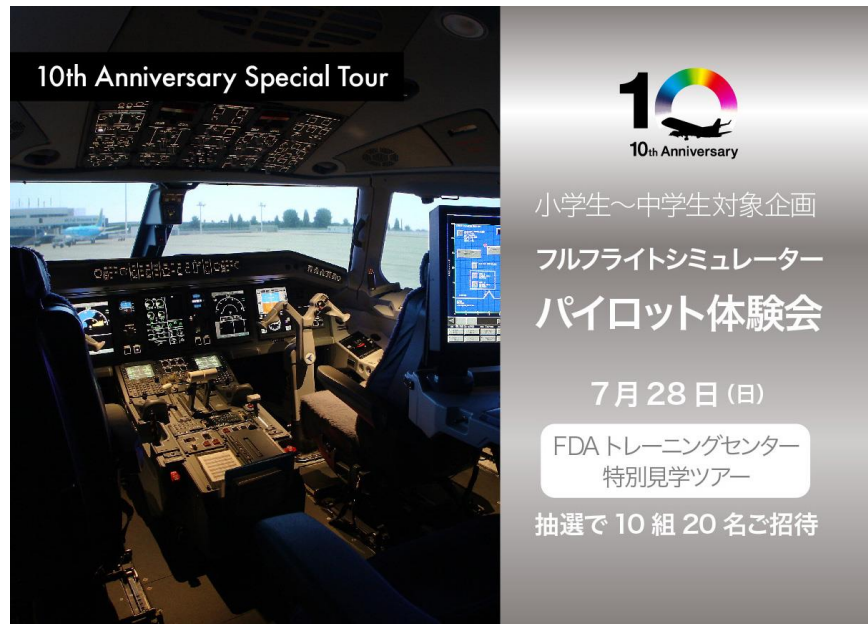 10th Anniversary Special Tour
10
10th Anniversary
小学生～中学生対象企画
フルフライトシミュレーター
パイロット体験会
7月28日(日)
FDAトレーニングセンター
特別見学ツアー
抽選で10組20名ご招待